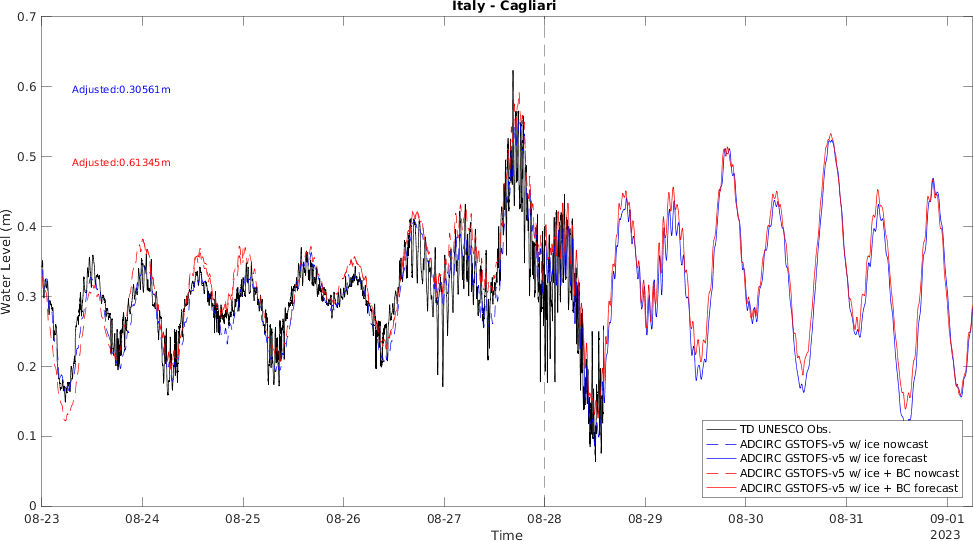 Italy - Cagliari
0.7
0.6
0.5
0.4
0.3
0.2
0.1
0
Water Level (m)
Adjusted:0.30561m
Adjusted:0.61345m
TD UNESCO Obs.
ADCIRC GSTOFS-v5 w/ ice nowcast
ADCIRC GSTOFS-v5 w/ ice forecast
ADCIRC GSTOFS-v5 w/ ice + BC nowcast
ADCIRC GSTOFS-v5 w/ ice + BC forecast
08-23 08-24 08-25 08-26 08-27 08-28 08-29 08-30 08-31 09-01
Time
2023